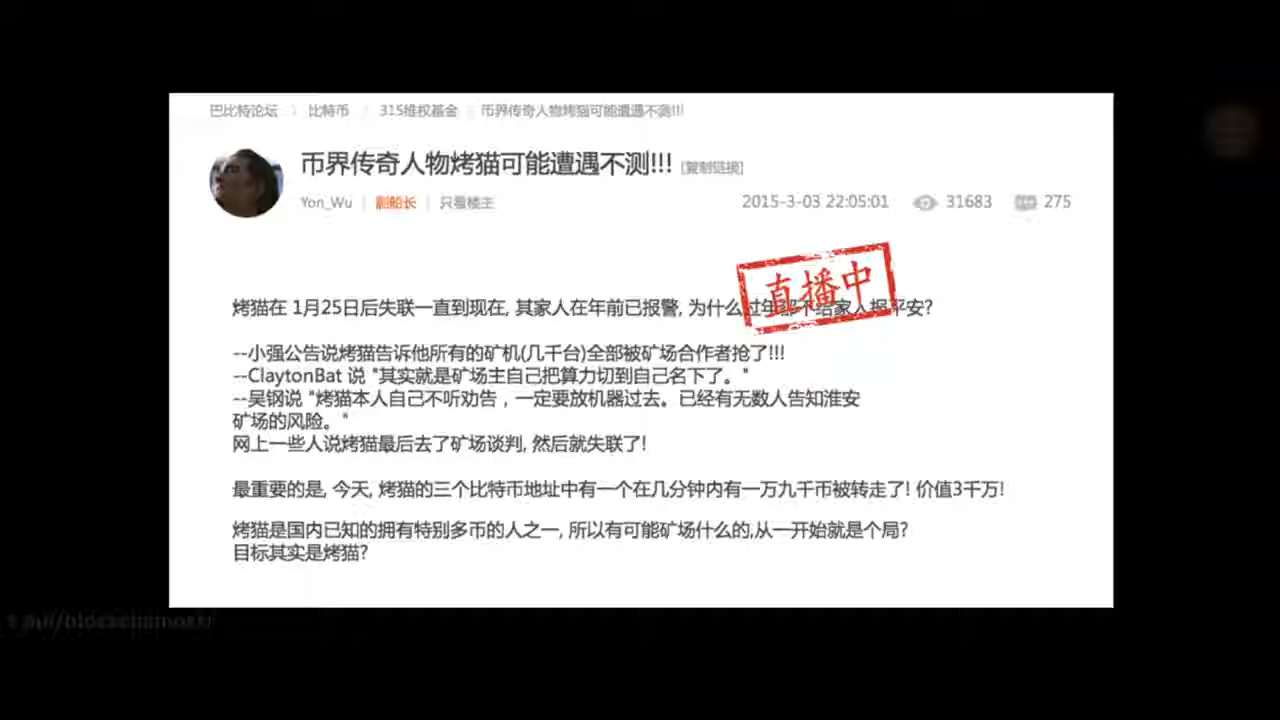 巴比特论坛 比特币 315维权基金 币界传奇人物烤猫可能遭遇不测!!!
币界传奇人物烤猫可能遭遇不测!!! [复制链接]
Yon_Wu | 副船长 | 只看楼主 2015-3-03 22:05:01 31683 275
直播中
烤猫在 1月25日后失联一直到现在, 其家人在年前已报警, 为什么过年都不给家人报平安?
--小强公告说烤猫告诉他所有的矿机(几千台)全部被矿场合作者抢了!!!
--ClaytonBat 说 "其实就是矿场主自己把算力切到自己名下了。"
--吴钢说 "烤猫本人自己不听劝告，一定要放机器过去。已经有无数人告知淮安
矿场的风险。"
网上一些人说烤猫最后去了矿场谈判, 然后就失联了!
最重要的是, 今天, 烤猫的三个比特币地址中有一个在几分钟内有一万九千币被转走了! 价值3千万!
烤猫是国内已知的拥有特别多币的人之一, 所以有可能矿场什么的,从一开始就是个局?
目标其实是烤猫?